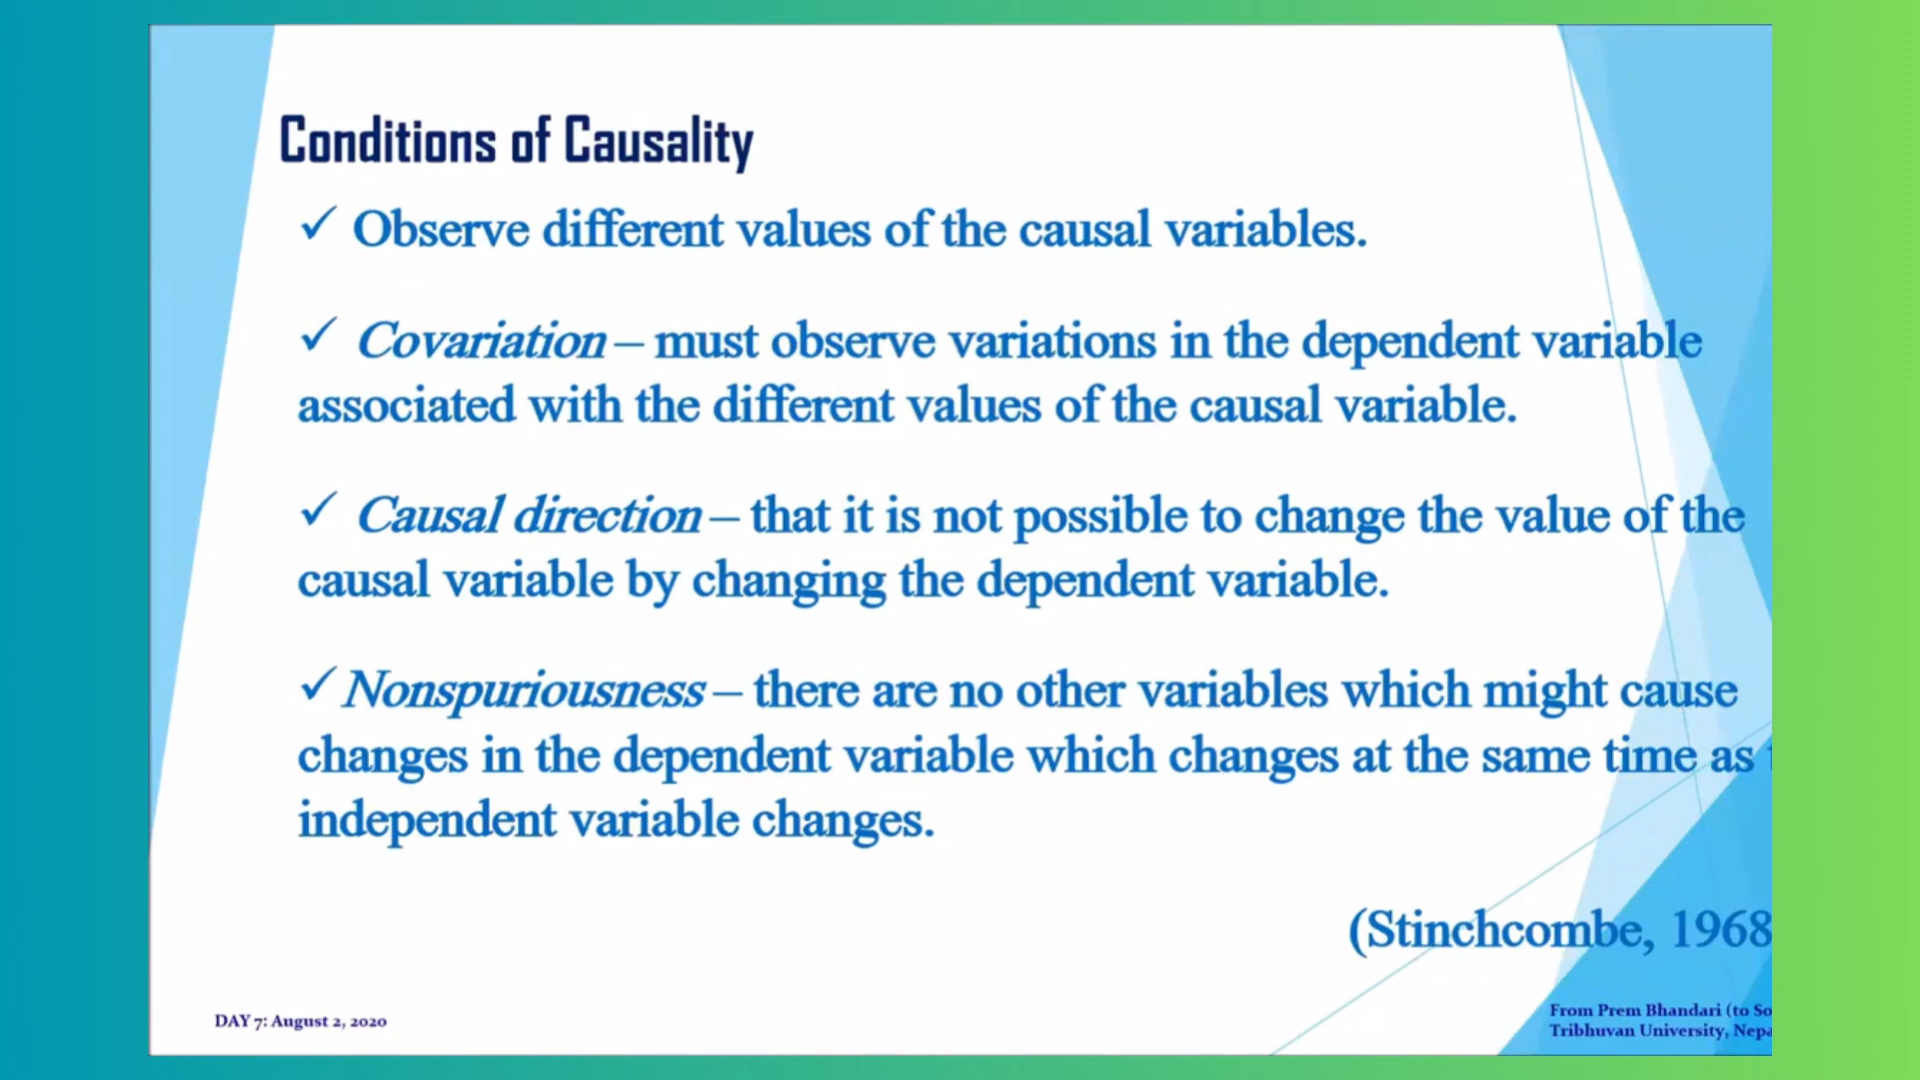 Conditions of Causality
✓ Observe different values of the causal variables.
✓ Covariation – must observe variations in the dependent variable
associated with the different values of the causal variable.
✓ Causal direction – that it is not possible to change the value of the
causal variable by changing the dependent variable.
✓ Nonspuriousness – there are no other variables which might cause
changes in the dependent variable which changes at the same time as
independent variable changes.
(Stinchcombe, 1968
DAY 7: August 2, 2020
From Prem Bhandari (to So
Tribhuvan University, Nepa